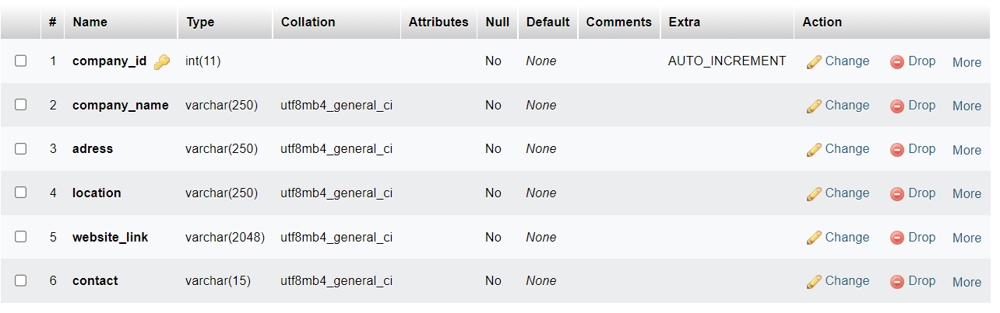 # Name Type Collation Attributes Null Default Comments Extra Action
1 company_id int(11) No None AUTO_INCREMENT Change Drop More
2 company_name varchar(250) utf8mb4_general_ci No None Change Drop More
3 adress varchar(250) utf8mb4_general_ci No None Change Drop More
4 location varchar(250) utf8mb4_general_ci No None Change Drop More
5 website_link varchar(2048) utf8mb4_general_ci No None Change Drop More
6 contact varchar(15) utf8mb4_general_ci No None Change Drop More